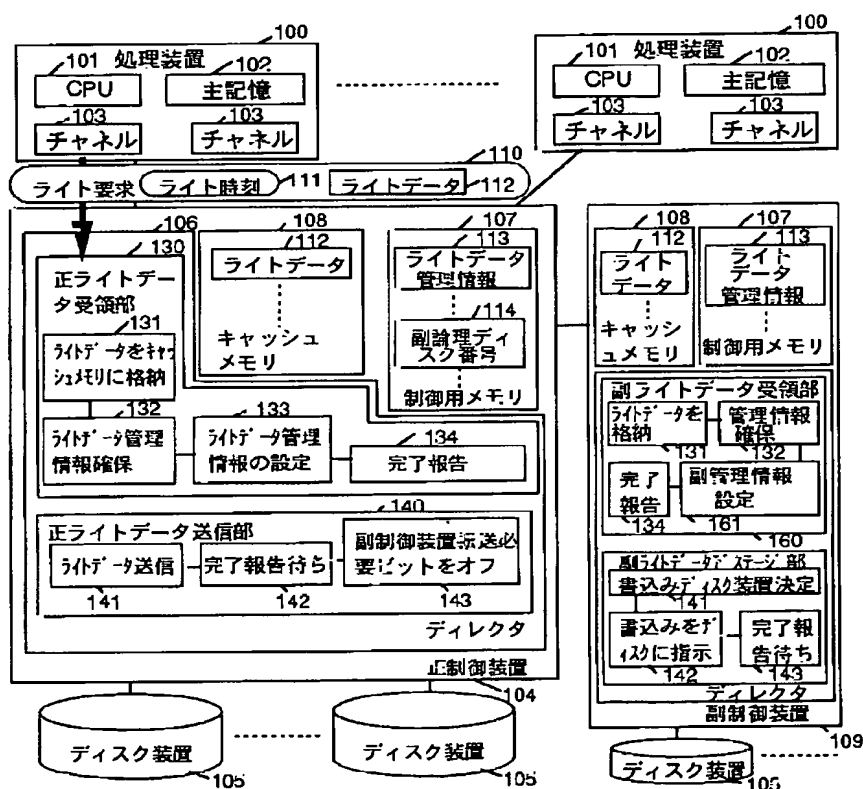 100
処理装置
101
102
CPU
主記憶
103
103
チャネル
チャネル
100
処理装置
101
102
CPU
主記憶
103
103
チャネル
チャネル
110
ライト要求
ライト時刻
111
ライトデータ
112
106
130
正ライトデー
タ受領部
131
ライトデータをキャッ
シュメモリに格納
132
ライトデータ管理
情報確保
133
ライトデータ管理
情報の設定
134
完了報告
108
112
ライトデータ
キャッシュ
メモリ
107
113
ライトデータ
管理情報
114
副論理ディ
スク番号
制御用メモリ
140
正ライトデータ送信部
ライトデータ送信
141
完了報告待ち
142
副制御装置転送必
要ビットをオフ
143
ディレクタ
正制御装置
104
ディスク装置
105
ディスク装置
105
108
112
ライト
データ
キャッシ
ュメモリ
107
113
ライト
データ
管理情報
制御用メモリ
副ライトデータ受領部
ライトデータを
格納
131
管理情報
確保
132
完了
報告
134
副管理情報
設定
161
160
副ライトデータデステージ部
書込みディスク装置決定
141
書込みをデ
ィスクに指示
142
完了報
告待ち
143
ディレクタ
副制御装置
109
ディスク装置
105